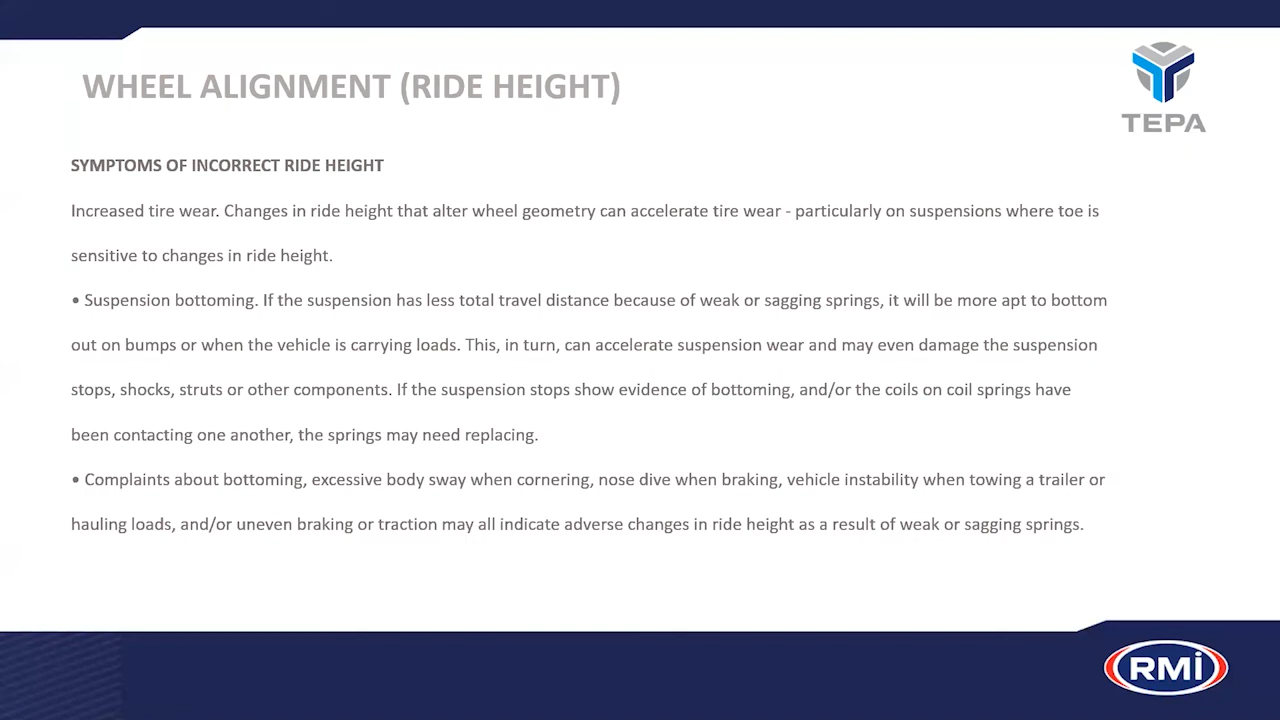 WHEEL ALIGNMENT (RIDE HEIGHT)
TEPA
SYMPTOMS OF INCORRECT RIDE HEIGHT
Increased tire wear. Changes in ride height that alter wheel geometry can accelerate tire wear - particularly on suspensions where toe is
sensitive to changes in ride height.
• Suspension bottoming. If the suspension has less total travel distance because of weak or sagging springs, it will be more apt to bottom
out on bumps or when the vehicle is carrying loads. This, in turn, can accelerate suspension wear and may even damage the suspension
stops, shocks, struts or other components. If the suspension stops show evidence of bottoming, and/or the coils on coil springs have
been contacting one another, the springs may need replacing.
• Complaints about bottoming, excessive body sway when cornering, nose dive when braking, vehicle instability when towing a trailer or
hauling loads, and/or uneven braking or traction may all indicate adverse changes in ride height as a result of weak or sagging springs.
RMi